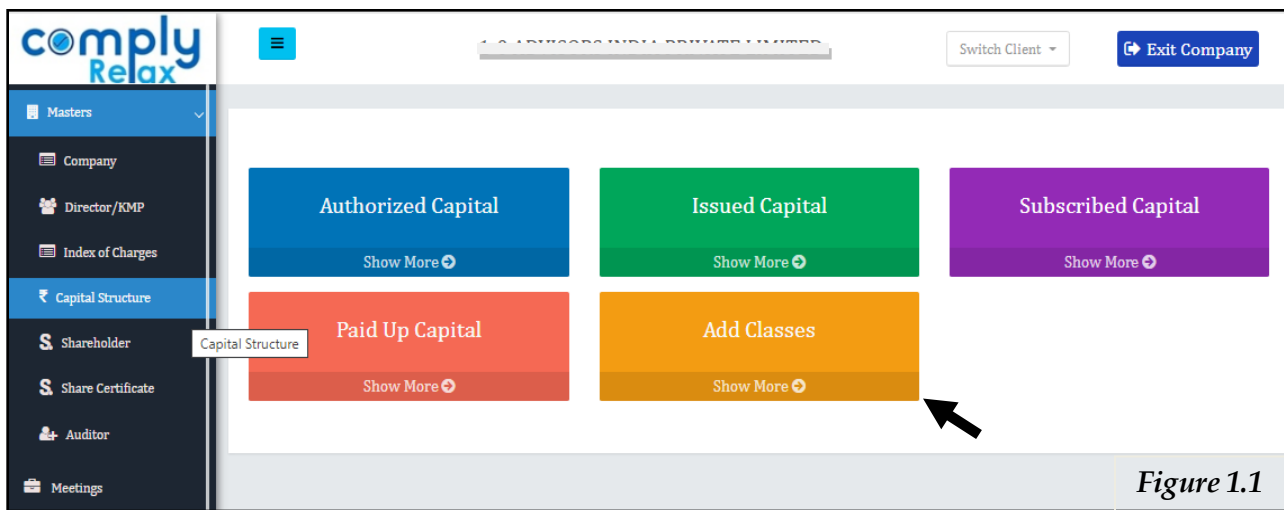 comply
Relax
Switch Client
Exit Company
Masters
Company
Director/KMP
Index of Charges
₹ Capital Structure
Shareholder
Capital Structure
Share Certificate
Auditor
Meetings
Authorized Capital
Show More
Issued Capital
Show More
Subscribed Capital
Show More
Paid Up Capital
Show More
Add Classes
Show More
Figure 1.1